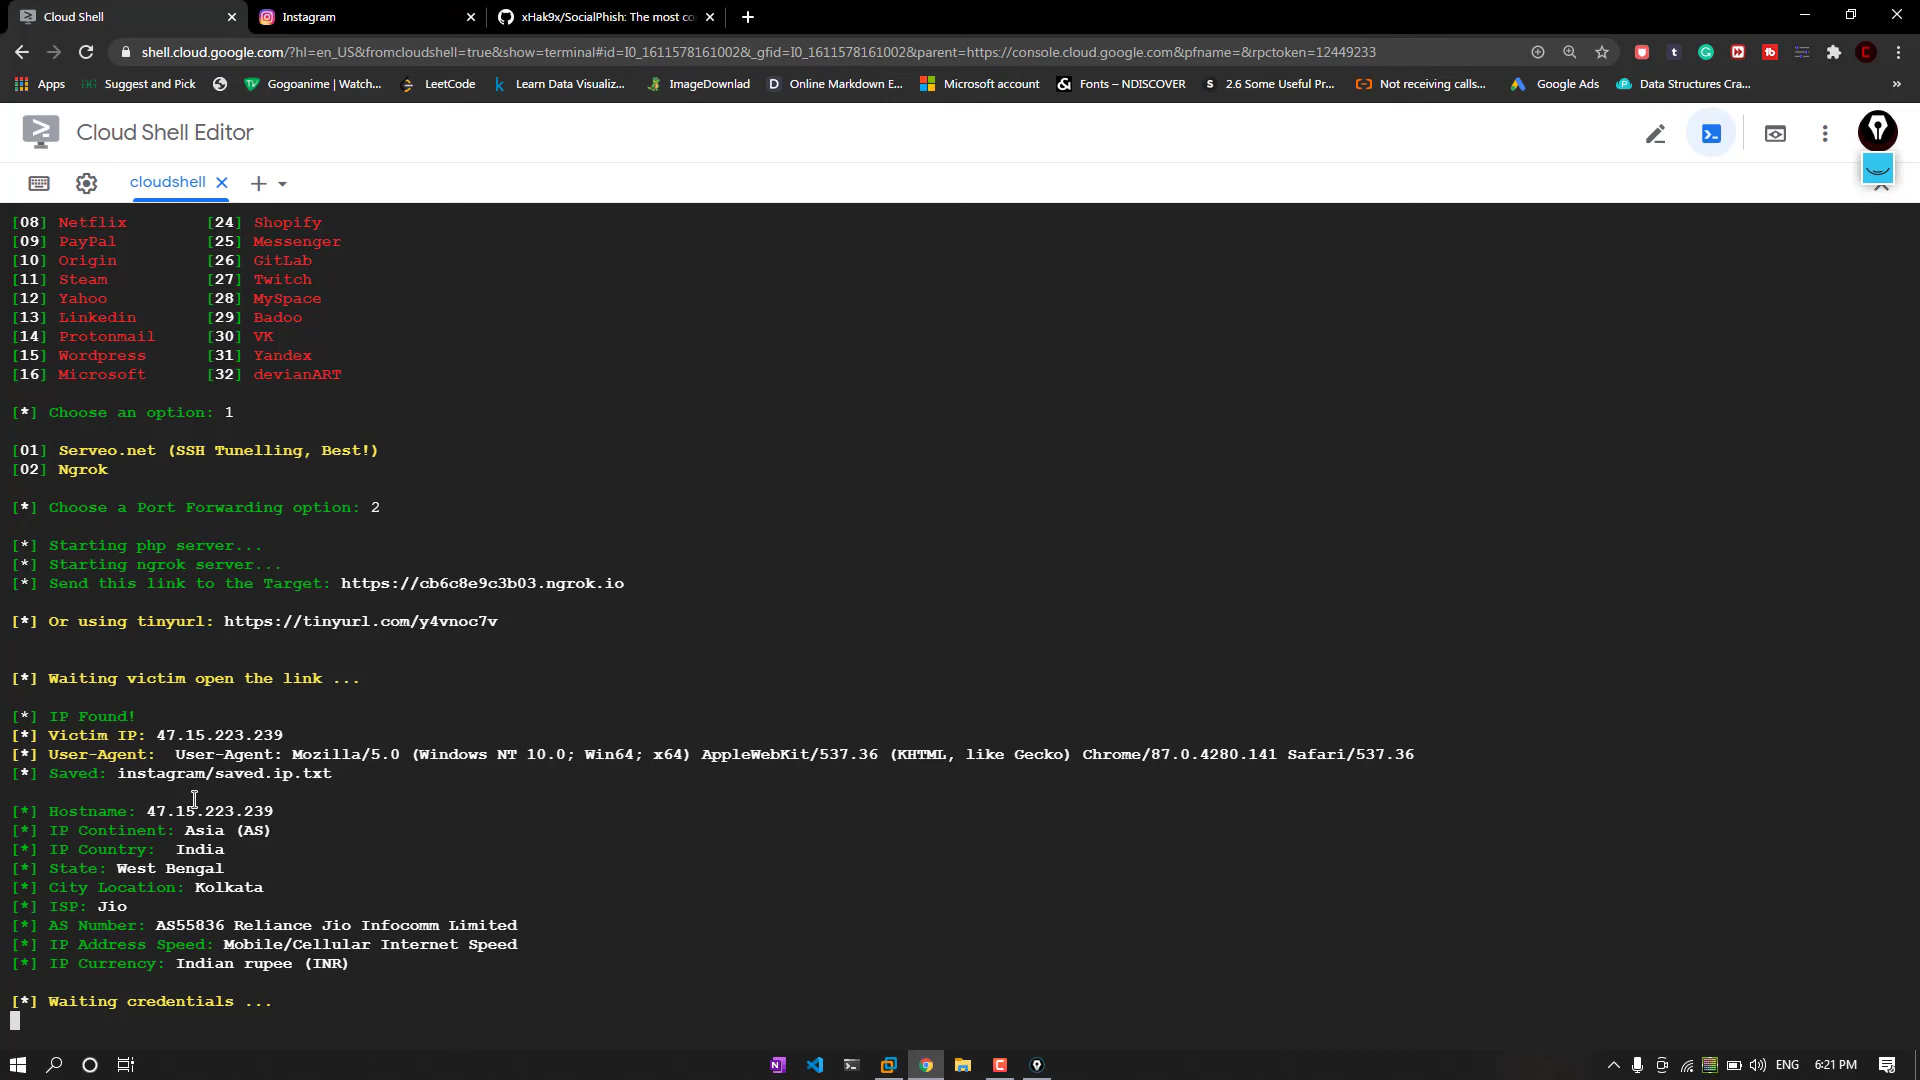 Cloud Shell
Instagram
xHak9x/SocialPhish: The most co
shell.cloud.google.com/?hl=en_US&fromcloudshell=true&show=terminal#id=I0_1611578161002&_gfid=I0_1611578161002&parent=https://console.cloud.google.com&pfname=&rpctoken=12449233
Apps
Suggest and Pick
Gogoanime | Watch...
LeetCode
Learn Data Visualiz...
ImageDownlad
Online Markdown E...
Microsoft account
Fonts – NDISCOVER
2.6 Some Useful Pr...
Not receiving calls...
Google Ads
Data Structures Cra...
»
Cloud Shell Editor
cloudshell
[08] Netflix [24] Shopify
[09] PayPal [25] Messenger
[10] Origin [26] GitLab
[11] Steam [27] Twitch
[12] Yahoo [28] MySpace
[13] Linkedin [29] Badoo
[14] Protonmail [30] VK
[15] Wordpress [31] Yandex
[16] Microsoft [32] devianART
[*] Choose an option: 1
[01] Serveo.net (SSH Tunelling, Best!)
[02] Ngrok
[*] Choose a Port Forwarding option: 2
[*] Starting php server...
[*] Starting ngrok server...
[*] Send this link to the Target: https://cb6c8e9c3b03.ngrok.io
[*] Or using tinyurl: https://tinyurl.com/y4vnoc7v
[*] Waiting victim open the link ...
[*] IP Found!
[*] Victim IP: 47.15.223.239
[*] User-Agent: User-Agent: Mozilla/5.0 (Windows NT 10.0; Win64; x64) AppleWebKit/537.36 (KHTML, like Gecko) Chrome/87.0.4280.141 Safari/537.36
[*] Saved: instagram/saved.ip.txt
[*] Hostname: 47.15.223.239
[*] IP Continent: Asia (AS)
[*] IP Country: India
[*] State: West Bengal
[*] City Location: Kolkata
[*] ISP: Jio
[*] AS Number: AS55836 Reliance Jio Infocomm Limited
[*] IP Address Speed: Mobile/Cellular Internet Speed
[*] IP Currency: Indian rupee (INR)
[*] Waiting credentials ...
ENG
6:21 PM